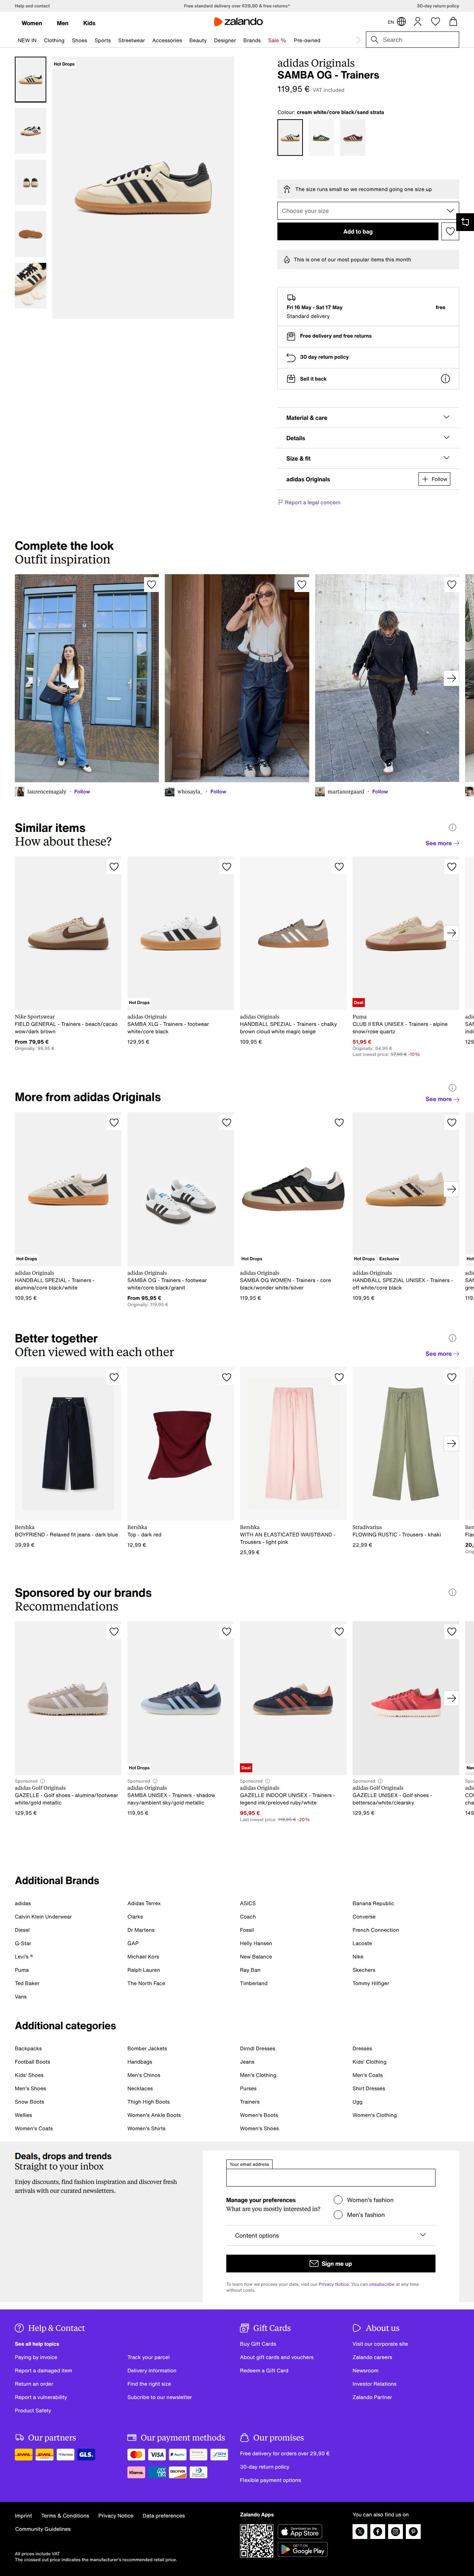 Help and contact
Free standard delivery over €29,90 & free returns*
30-day return policy
Women Men Kids
zalando
EN
NEW IN Clothing Shoes Sports Streetwear Accessories Beauty Designer Brands Sale % Pre-owned
Search
Hot Drops
adidas Originals
SAMBA OG - Trainers
119,95 € VAT included
Colour: cream white/core black/sand strata
The size runs small so we recommend going one size up
Choose your size
Add to bag
This is one of our most popular items this month
Fri 16 May - Sat 17 May free
Standard delivery
Free delivery and free returns
30 day return policy
Sell it back
Material & care
Details
Size & fit
adidas Originals
Follow
Report a legal concern
Complete the look
Outfit inspiration
laurencemagaly · Follow
whosayla_ · Follow
martanorgaard · Follow
Similar items
How about these?
See more
Nike Sportswear
FIELD GENERAL - Trainers - beach/cacao
wow/dark brown
From 79,95 €
Originally: 99,95 €
Hot Drops
adidas Originals
SAMBA XLG - Trainers - footwear
white/core black
129,95 €
adidas Originals
HANDBALL SPEZIAL - Trainers - chalky
brown cloud white magic beige
109,95 €
Deal
Puma
CLUB II ERA UNISEX - Trainers - alpine
snow/rose quartz
51,95 €
Originally: 64,95 €
Last lowest price: 57,95 € -10%
More from adidas Originals
See more
Hot Drops
adidas Originals
HANDBALL SPEZIAL - Trainers -
alumina/core black/white
109,95 €
adidas Originals
SAMBA OG - Trainers - footwear
white/core black/granit
From 95,95 €
Originally: 119,95 €
Hot Drops
adidas Originals
SAMBA OG WOMEN - Trainers - core
black/wonder white/silver
119,95 €
Hot Drops Exclusive
adidas Originals
HANDBALL SPEZIAL UNISEX - Trainers -
off white/core black
109,95 €
Better together
Often viewed with each other
See more
Bershka
BOYFRIEND - Relaxed fit jeans - dark blue
39,99 €
Bershka
Top - dark red
12,99 €
Bershka
WITH AN ELASTICATED WAISTBAND -
Trousers - light pink
25,99 €
Stradivarius
FLOWING RUSTIC - Trousers - khaki
22,99 €
Sponsored by our brands
Recommendations
Sponsored
adidas Golf Originals
GAZELLE - Golf shoes - alumina/footwear
white/gold metallic
129,95 €
Hot Drops
Sponsored
adidas Originals
SAMBA UNISEX - Trainers - shadow
navy/ambient sky/gold metallic
119,95 €
Deal
Sponsored
adidas Originals
GAZELLE INDOOR UNISEX - Trainers -
legend ink/preloved ruby/white
95,95 €
Last lowest price: 119,95 € -20%
Sponsored
adidas Golf Originals
GAZELLE UNISEX - Golf shoes -
bettersca/white/clearsky
129,95 €
Additional Brands
adidas Adidas Terrex ASICS Banana Republic
Calvin Klein Underwear Clarks Coach Converse
Diesel Dr Martens Fossil French Connection
G-Star GAP Helly Hansen Lacoste
Levi's ® Michael Kors New Balance Nike
Puma Ralph Lauren Ray Ban Skechers
Ted Baker The North Face Timberland Tommy Hilfiger
Vans
Additional categories
Backpacks Bomber Jackets Dirndl Dresses Dresses
Football Boots Handbags Jeans Kids' Clothing
Kids' Shoes Men's Chinos Men's Clothing Men's Coats
Men's Shoes Necklaces Purses Shirt Dresses
Snow Boots Thigh High Boots Trainers Ugg
Wellies Women's Ankle Boots Women's Boots Women's Clothing
Women's Coats Women's Shirts Women's Shoes
Deals, drops and trends
Straight to your inbox
Enjoy discounts, find fashion inspiration and discover fresh
arrivals with our curated newsletters.
Your email address
Manage your preferences
What are you mostly interested in?
Women's fashion
Men's fashion
Content options
Sign me up
To learn how we process your data, visit our Privacy Notice. You can unsubscribe at any time
without costs.
Help & Contact
See all help topics
Paying by invoice
Report a damaged item
Return an order
Report a vulnerability
Product Safety
Track your parcel
Delivery information
Find the right size
Subcribe to our newsletter
Gift Cards
Buy Gift Cards
About gift cards and vouchers
Redeem a Gift Card
About us
Visit our corporate site
Zalando careers
Newsroom
Investor Relations
Zalando Partner
Our partners
GLS.
Our payment methods
VISA
PayPal
Klarna
DISCOVER
Our promises
Free delivery for orders over 29,90 €
30-day return policy
Flexible payment options
Imprint Terms & Conditions Privacy Notice Data preferences
Community Guidelines
All prices include VAT
The crossed out price indicates the manufacturer's recommended retail price.
Zalando Apps
App Store
Google Play
You can also find us on